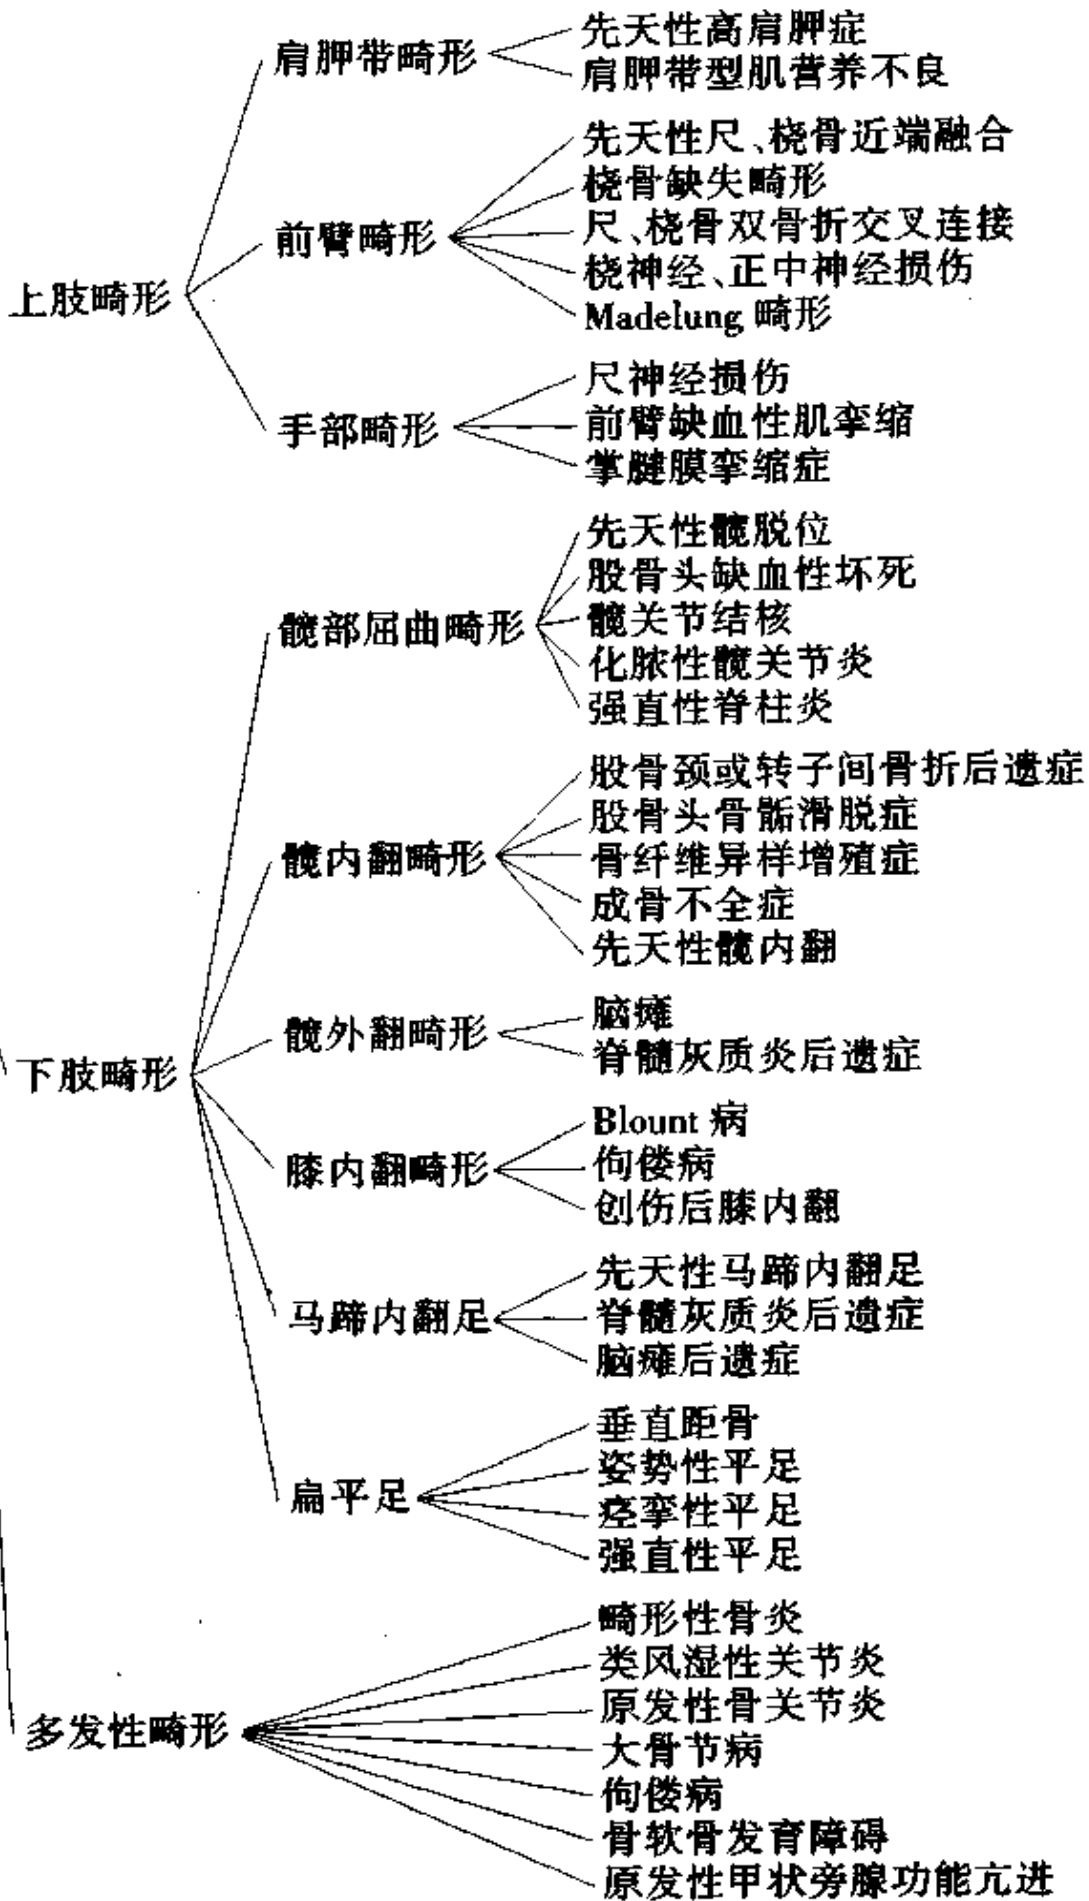 上肢畸形
肩胛带畸形
先天性高肩胛症
肩胛带型肌营养不良
前臂畸形
先天性尺、桡骨近端融合
桡骨缺失畸形
尺、桡骨双骨折交叉连接
桡神经、正中神经损伤
Madelung 畸形
手部畸形
尺神经损伤
前臂缺血性肌挛缩
掌腱膜挛缩症
下肢畸形
髋部屈曲畸形
先天性髋脱位
股骨头缺血性坏死
髋关节结核
化脓性髋关节炎
强直性脊柱炎
髋内翻畸形
股骨颈或转子间骨折后遗症
股骨头骨骺滑脱症
骨纤维异样增殖症
成骨不全症
先天性髋内翻
髋外翻畸形
脑瘫
脊髓灰质炎后遗症
膝内翻畸形
Blount 病
佝偻病
创伤后膝内翻
马蹄内翻足
先天性马蹄内翻足
脊髓灰质炎后遗症
脑瘫后遗症
扁平足
垂直距骨
姿势性平足
痉挛性平足
强直性平足
多发性畸形
畸形性骨炎
类风湿性关节炎
原发性骨关节炎
大骨节病
佝偻病
骨软骨发育障碍
原发性甲状旁腺功能亢进